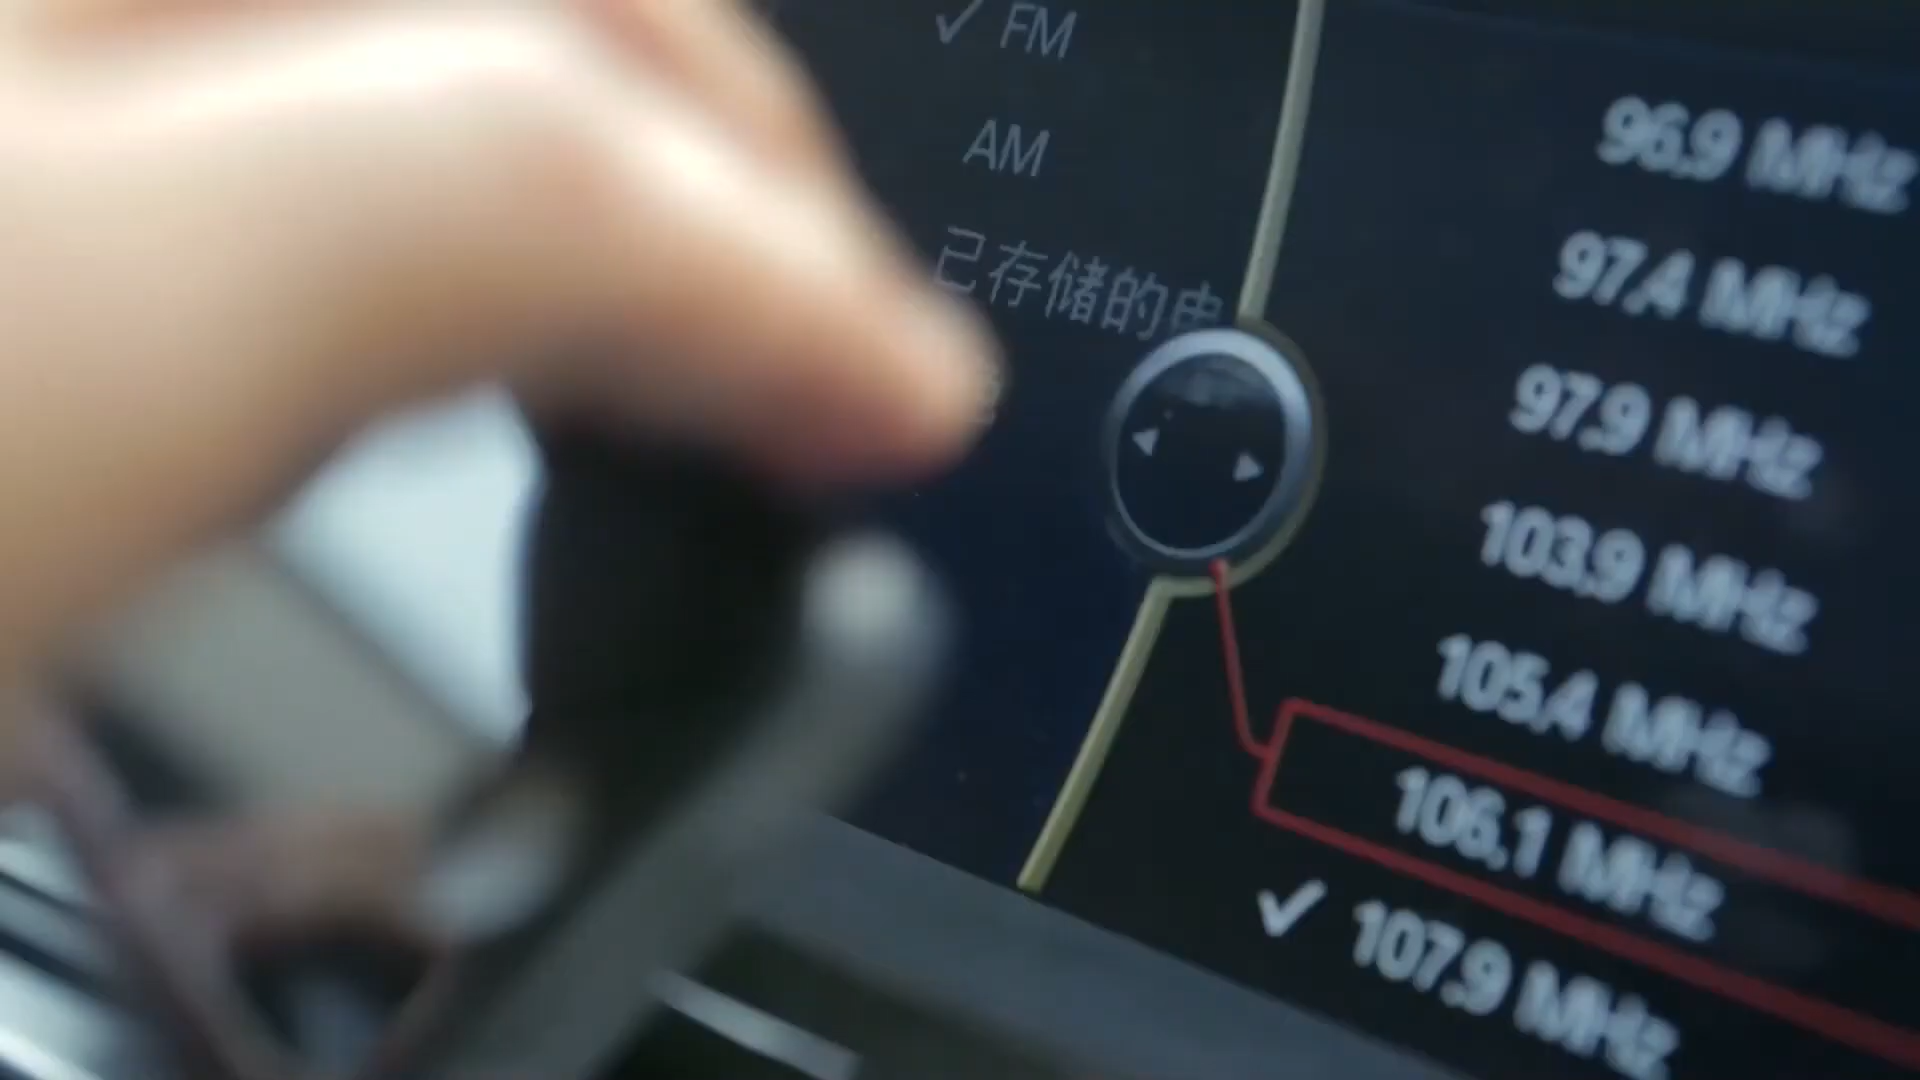 ✓ FM
AM
已存储的电
96.9 MHz
97.4 MHz
97.9 MHz
103.9 MHz
105.4 MHz
106.1 MHz
✓ 107.9 MHz